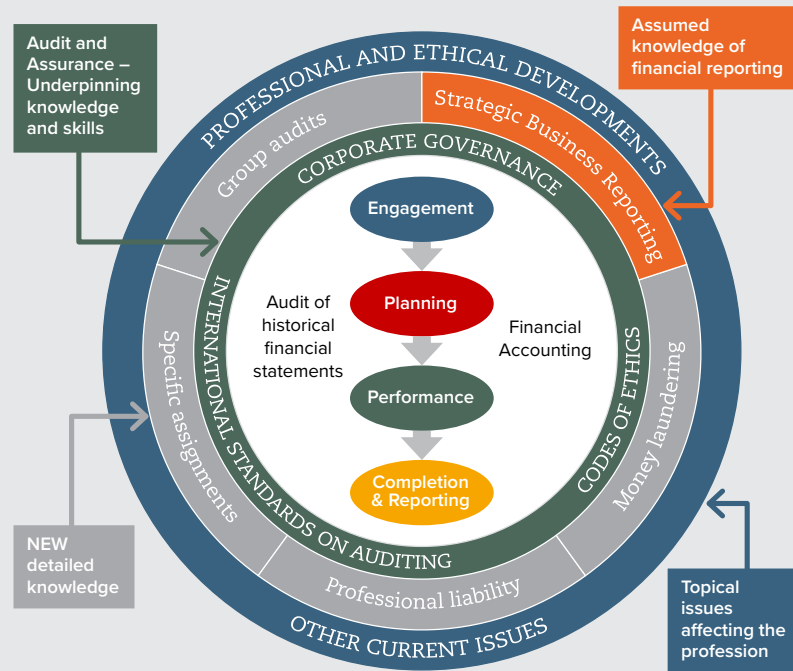 Audit and
Assurance –
Underpinning
knowledge
and skills
Assumed
knowledge of
financial reporting
PROFESSIONAL AND ETHICAL DEVELOPMENTS
Group audits
Strategic Business Reporting
CORPORATE GOVERNANCE
Engagement
Planning
Audit of
historical
financial
statements
Financial
Accounting
Performance
Completion
& Reporting
INTERNATIONAL STANDARDS ON AUDITING
CODES OF ETHICS
Specific assignments
Money laundering
Professional liability
OTHER CURRENT ISSUES
NEW
detailed
knowledge
Topical
issues
affecting the
profession